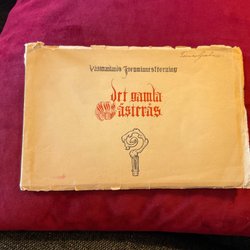 Västmanlands Fornminnesförening
det gamla
Västerås